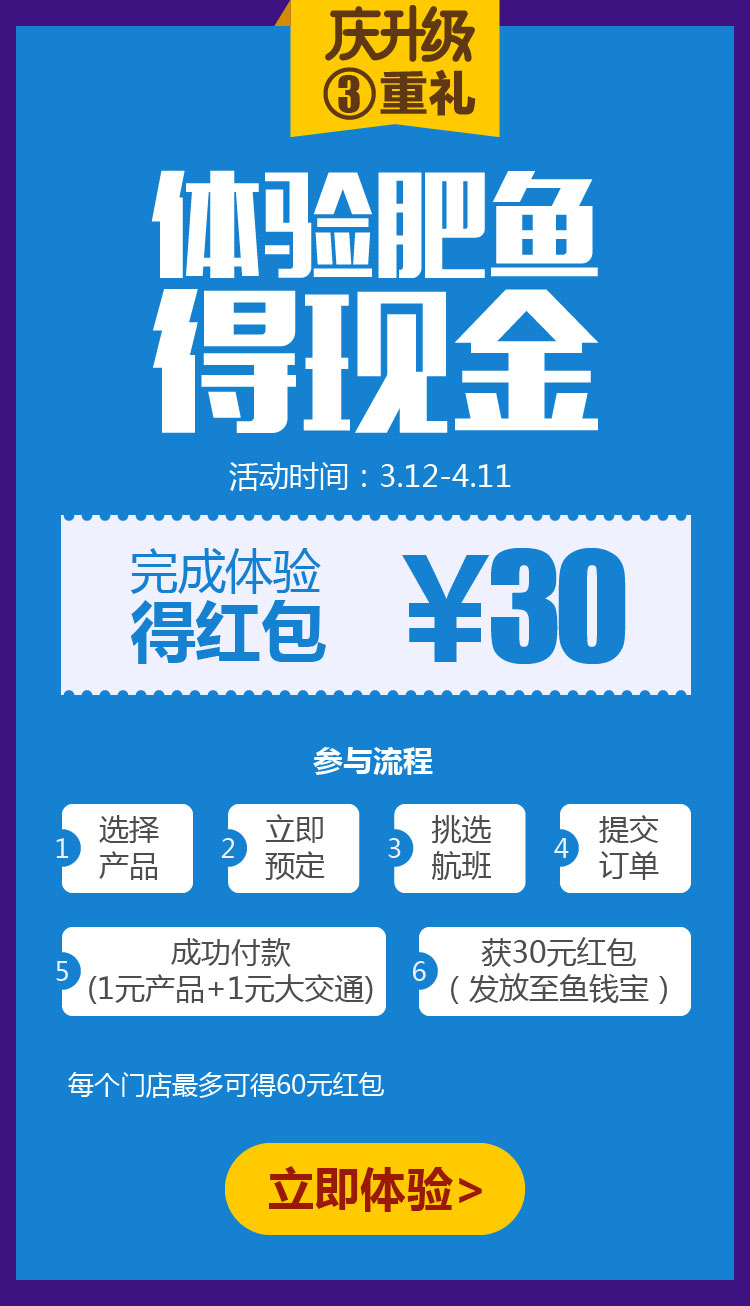 庆升级
③重礼
体验肥鱼
得现金
活动时间：3.12-4.11
完成体验
得红包
¥30
参与流程
1
选择
产品
2
立即
预定
3
挑选
航班
4
提交
订单
5
成功付款
(1元产品+1元大交通)
6
获30元红包
（发放至鱼钱宝）
每个门店最多可得60元红包
立即体验>